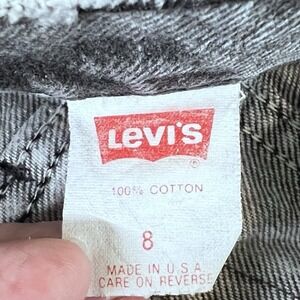 LEVI'S
®
100% COTTON
8
MADE IN U.S.A
CARE ON REVERSE